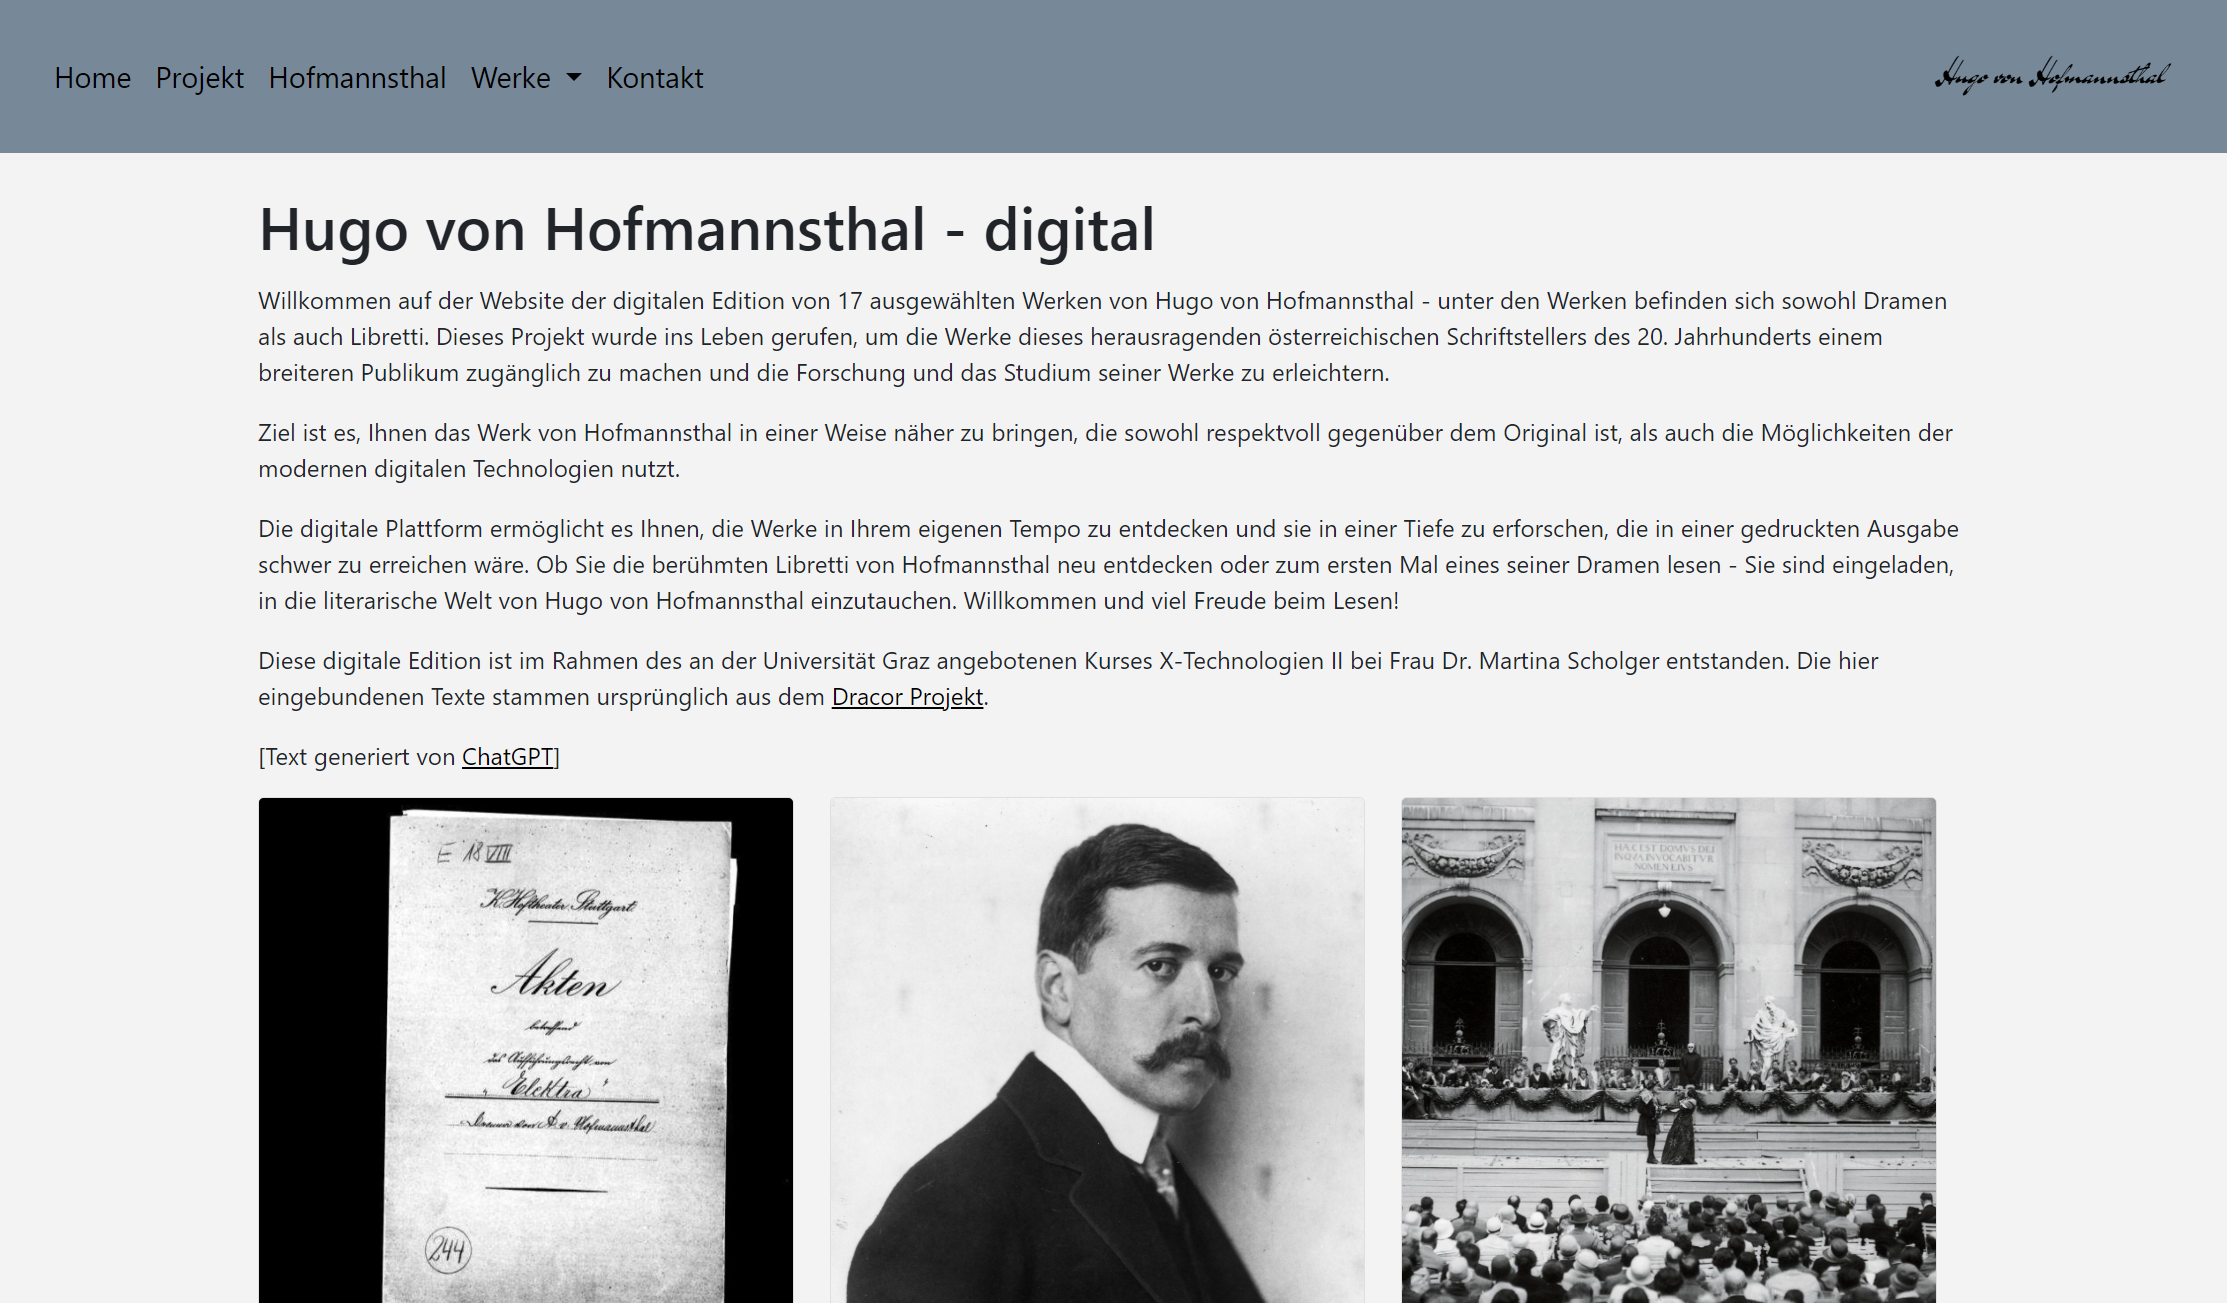 Home Projekt Hofmannsthal Werke Kontakt
Hugo von Hofmannsthal
Hugo von Hofmannsthal - digital
Willkommen auf der Website der digitalen Edition von 17 ausgewählten Werken von Hugo von Hofmannsthal - unter den Werken befinden sich sowohl Dramen
als auch Libretti. Dieses Projekt wurde ins Leben gerufen, um die Werke dieses herausragenden österreichischen Schriftstellers des 20. Jahrhunderts einem
breiteren Publikum zugänglich zu machen und die Forschung und das Studium seiner Werke zu erleichtern.
Ziel ist es, Ihnen das Werk von Hofmannsthal in einer Weise näher zu bringen, die sowohl respektvoll gegenüber dem Original ist, als auch die Möglichkeiten der
modernen digitalen Technologien nutzt.
Die digitale Plattform ermöglicht es Ihnen, die Werke in Ihrem eigenen Tempo zu entdecken und sie in einer Tiefe zu erforschen, die in einer gedruckten Ausgabe
schwer zu erreichen wäre. Ob Sie die berühmten Libretti von Hofmannsthal neu entdecken oder zum ersten Mal eines seiner Dramen lesen - Sie sind eingeladen,
in die literarische Welt von Hugo von Hofmannsthal einzutauchen. Willkommen und viel Freude beim Lesen!
Diese digitale Edition ist im Rahmen des an der Universität Graz angebotenen Kurses X-Technologien II bei Frau Dr. Martina Scholger entstanden. Die hier
eingebundenen Texte stammen ursprünglich aus dem Dracor Projekt.
[Text generiert von ChatGPT]
E 18 VIII
K. Hoftheater Stuttgart.
Akten
betreffend
das Aufführungsrecht von
„Elektra"
Drama von H. v. Hofmannsthal
244
HAC EST DOMVS DEI
IN QVA INVOCABITVR
NOMEN EIVS